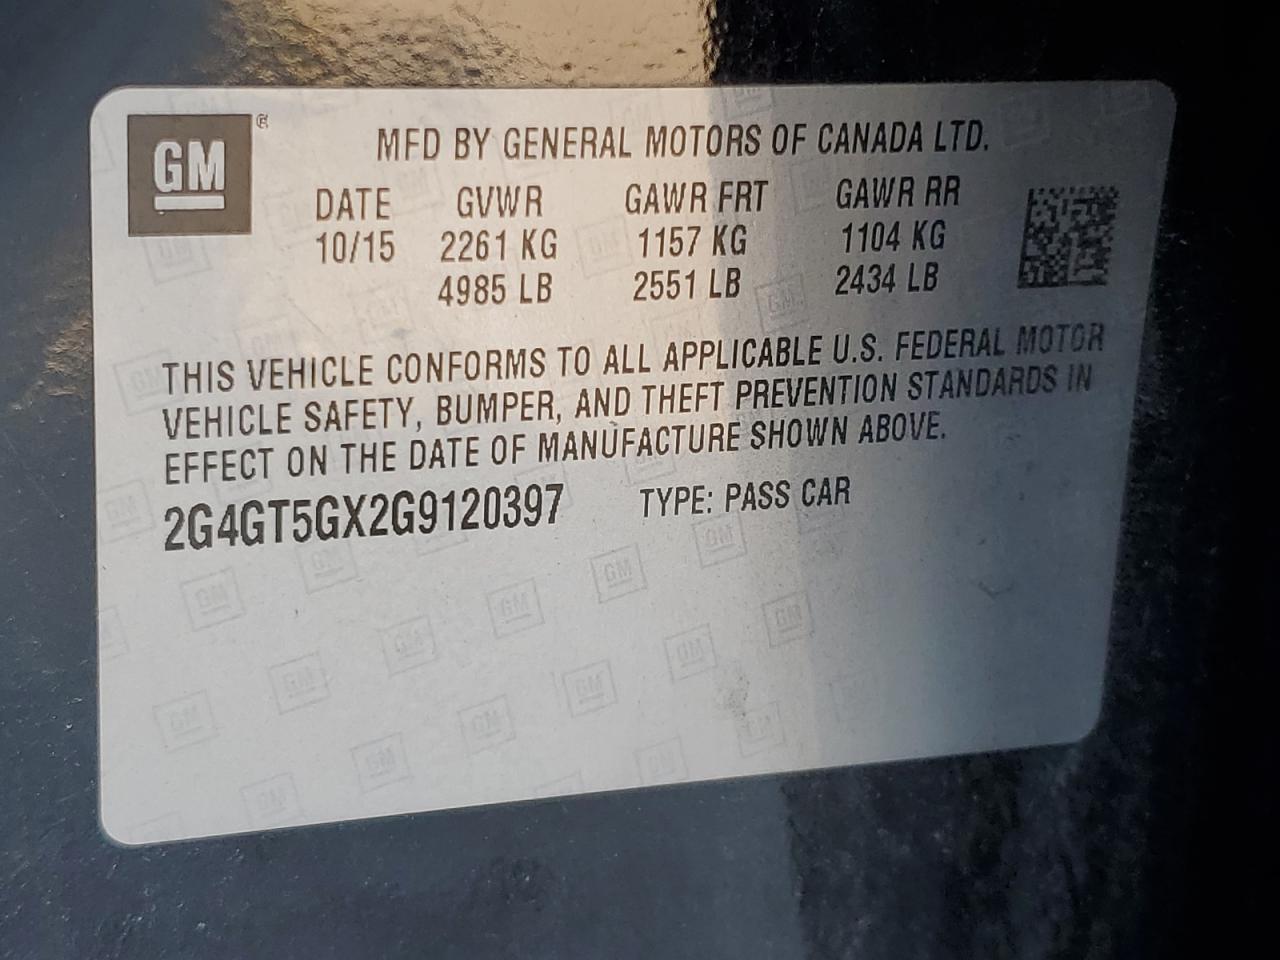 GM ®
MFD BY GENERAL MOTORS OF CANADA LTD.
DATE GVWR GAWR FRT GAWR RR
10/15 2261 KG 1157 KG 1104 KG
4985 LB 2551 LB 2434 LB
THIS VEHICLE CONFORMS TO ALL APPLICABLE U.S. FEDERAL MOTOR
VEHICLE SAFETY, BUMPER, AND THEFT PREVENTION STANDARDS IN
EFFECT ON THE DATE OF MANUFACTURE SHOWN ABOVE.
2G4GT5GX2G9120397 TYPE: PASS CAR